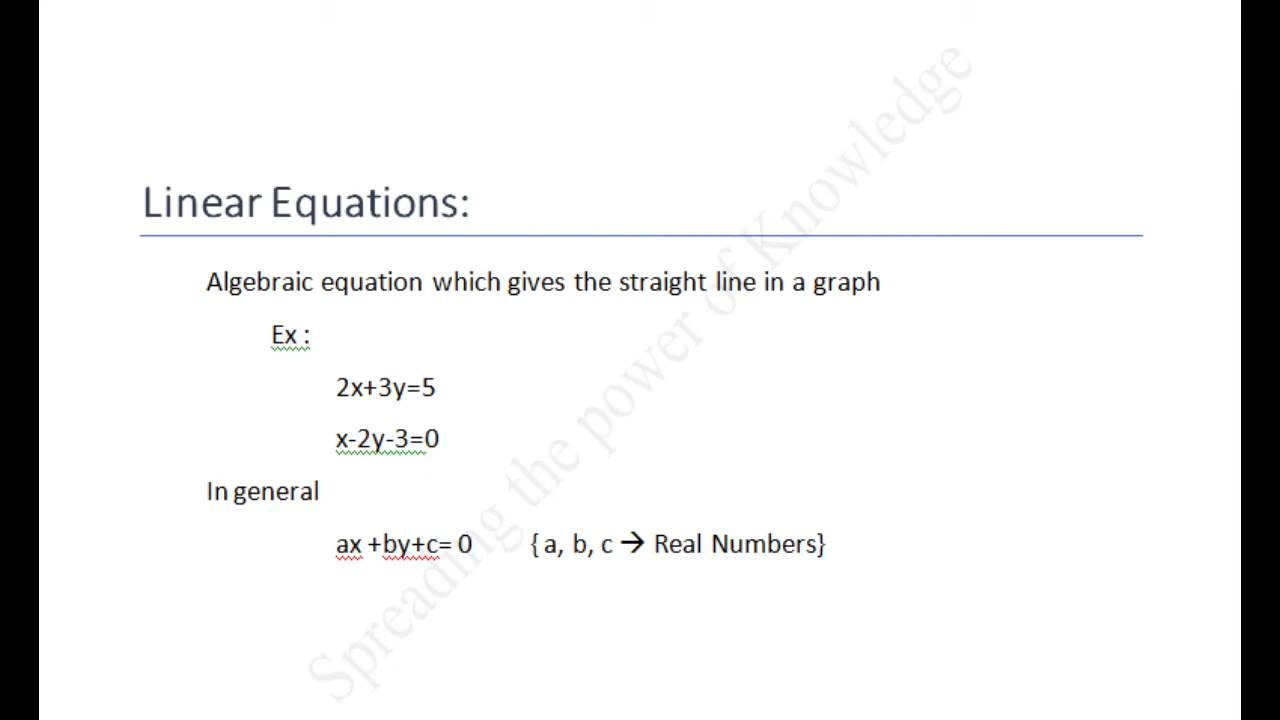 Linear Equations:
Algebraic equation which gives the straight line in a graph
Ex :
2x+3y=5
x-2y-3=0
In general
ax +by+c= 0 { a, b, c → Real Numbers}
Spreading the power of Knowledge